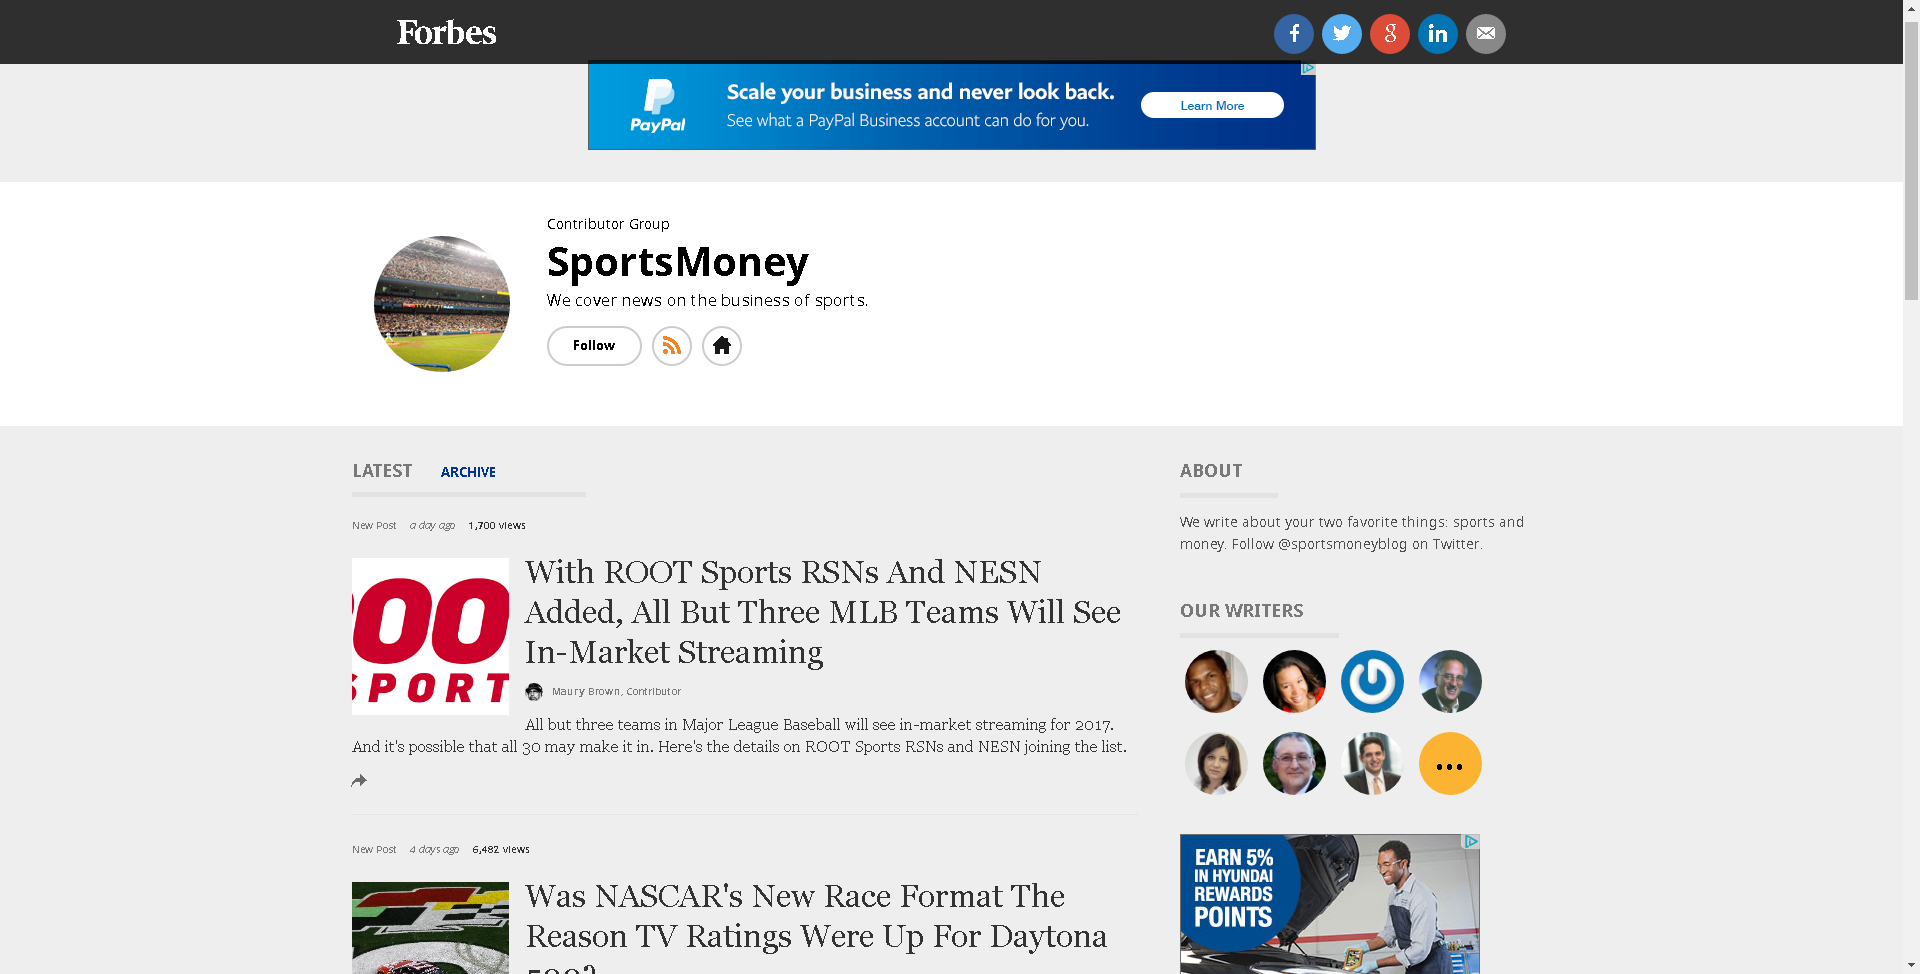 Forbes
PayPal
Scale your business and never look back.
See what a PayPal Business account can do for you.
Learn More
Contributor Group
SportsMoney
We cover news on the business of sports.
Follow
LATEST ARCHIVE
New Post a day ago 1,700 views
OO
SPORT
With ROOT Sports RSNs And NESN
Added, All But Three MLB Teams Will See
In-Market Streaming
Maury Brown, Contributor
All but three teams in Major League Baseball will see in-market streaming for 2017.
And it's possible that all 30 may make it in. Here's the details on ROOT Sports RSNs and NESN joining the list.
New Post 4 days ago 6,482 views
Was NASCAR's New Race Format The
Reason TV Ratings Were Up For Daytona
500?
ABOUT
We write about your two favorite things: sports and
money. Follow @sportsmoneyblog on Twitter.
OUR WRITERS
...
EARN 5%
IN HYUNDAI
REWARDS
POINTS